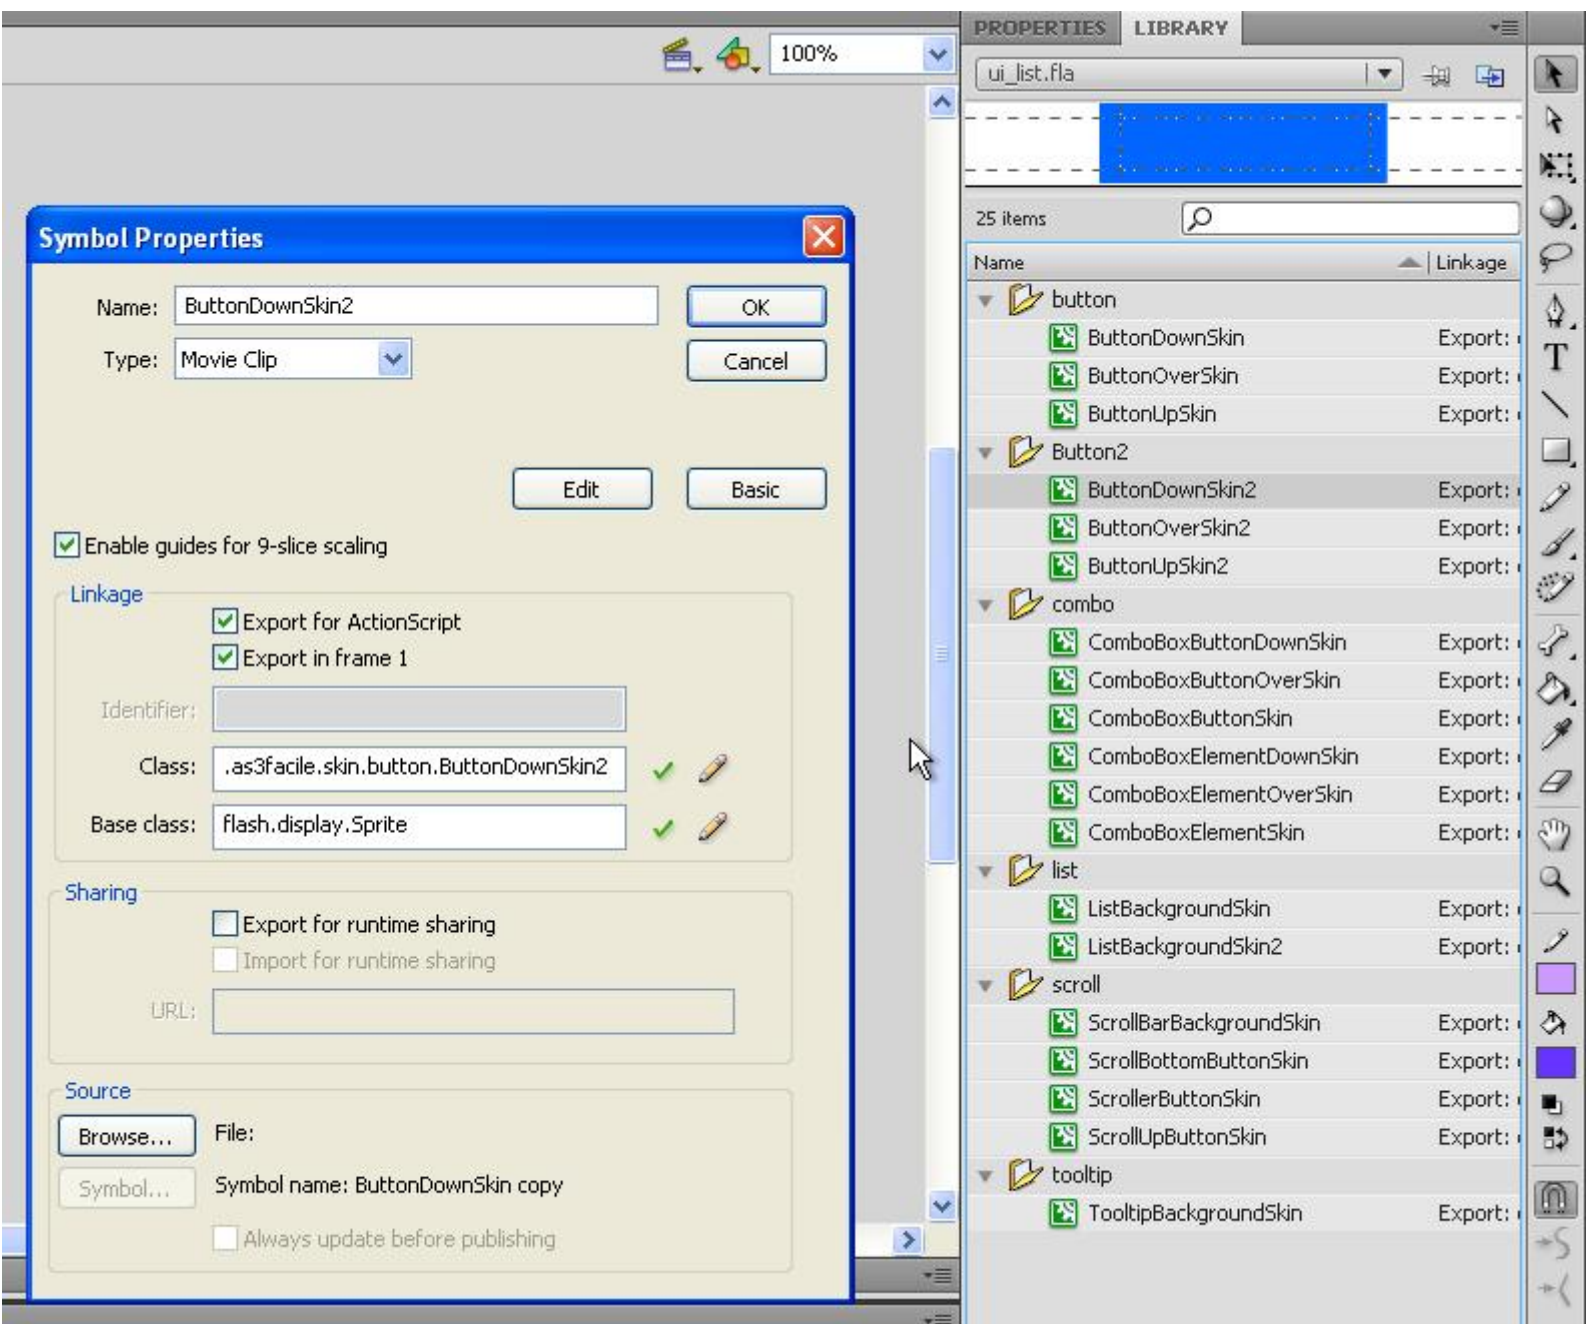 100%
Symbol Properties
Name: ButtonDownSkin2
OK
Type: Movie Clip
Cancel
Edit
Basic
Enable guides for 9-slice scaling
Linkage
Export for ActionScript
Export in frame 1
Identifier:
Class: .as3facile.skin.button.ButtonDownSkin2
Base class: flash.display.Sprite
Sharing
Export for runtime sharing
Import for runtime sharing
URL:
Source
Browse... File:
Symbol... Symbol name: ButtonDownSkin copy
Always update before publishing
PROPERTIES LIBRARY
ui_list.fla
25 items
Name Linkage
button
ButtonDownSkin Export:
ButtonOverSkin Export:
ButtonUpSkin Export:
Button2
ButtonDownSkin2 Export:
ButtonOverSkin2 Export:
ButtonUpSkin2 Export:
combo
ComboBoxButtonDownSkin Export:
ComboBoxButtonOverSkin Export:
ComboBoxButtonSkin Export:
ComboBoxElementDownSkin Export:
ComboBoxElementOverSkin Export:
ComboBoxElementSkin Export:
list
ListBackgroundSkin Export:
ListBackgroundSkin2 Export:
scroll
ScrollBarBackgroundSkin Export:
ScrollBottomButtonSkin Export:
ScrollerButtonSkin Export:
ScrollUpButtonSkin Export:
tooltip
TooltipBackgroundSkin Export: